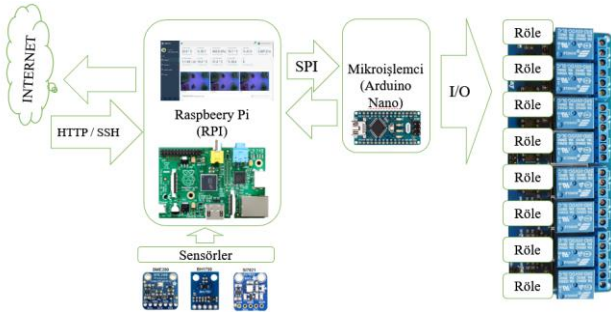 INTERNET
HTTP / SSH
Raspbeery Pi
(RPI)
SPI
Mikroişlemci
(Arduino
Nano)
I/O
Sensörler
Röle
Röle
Röle
Röle
Röle
Röle
Röle
Röle